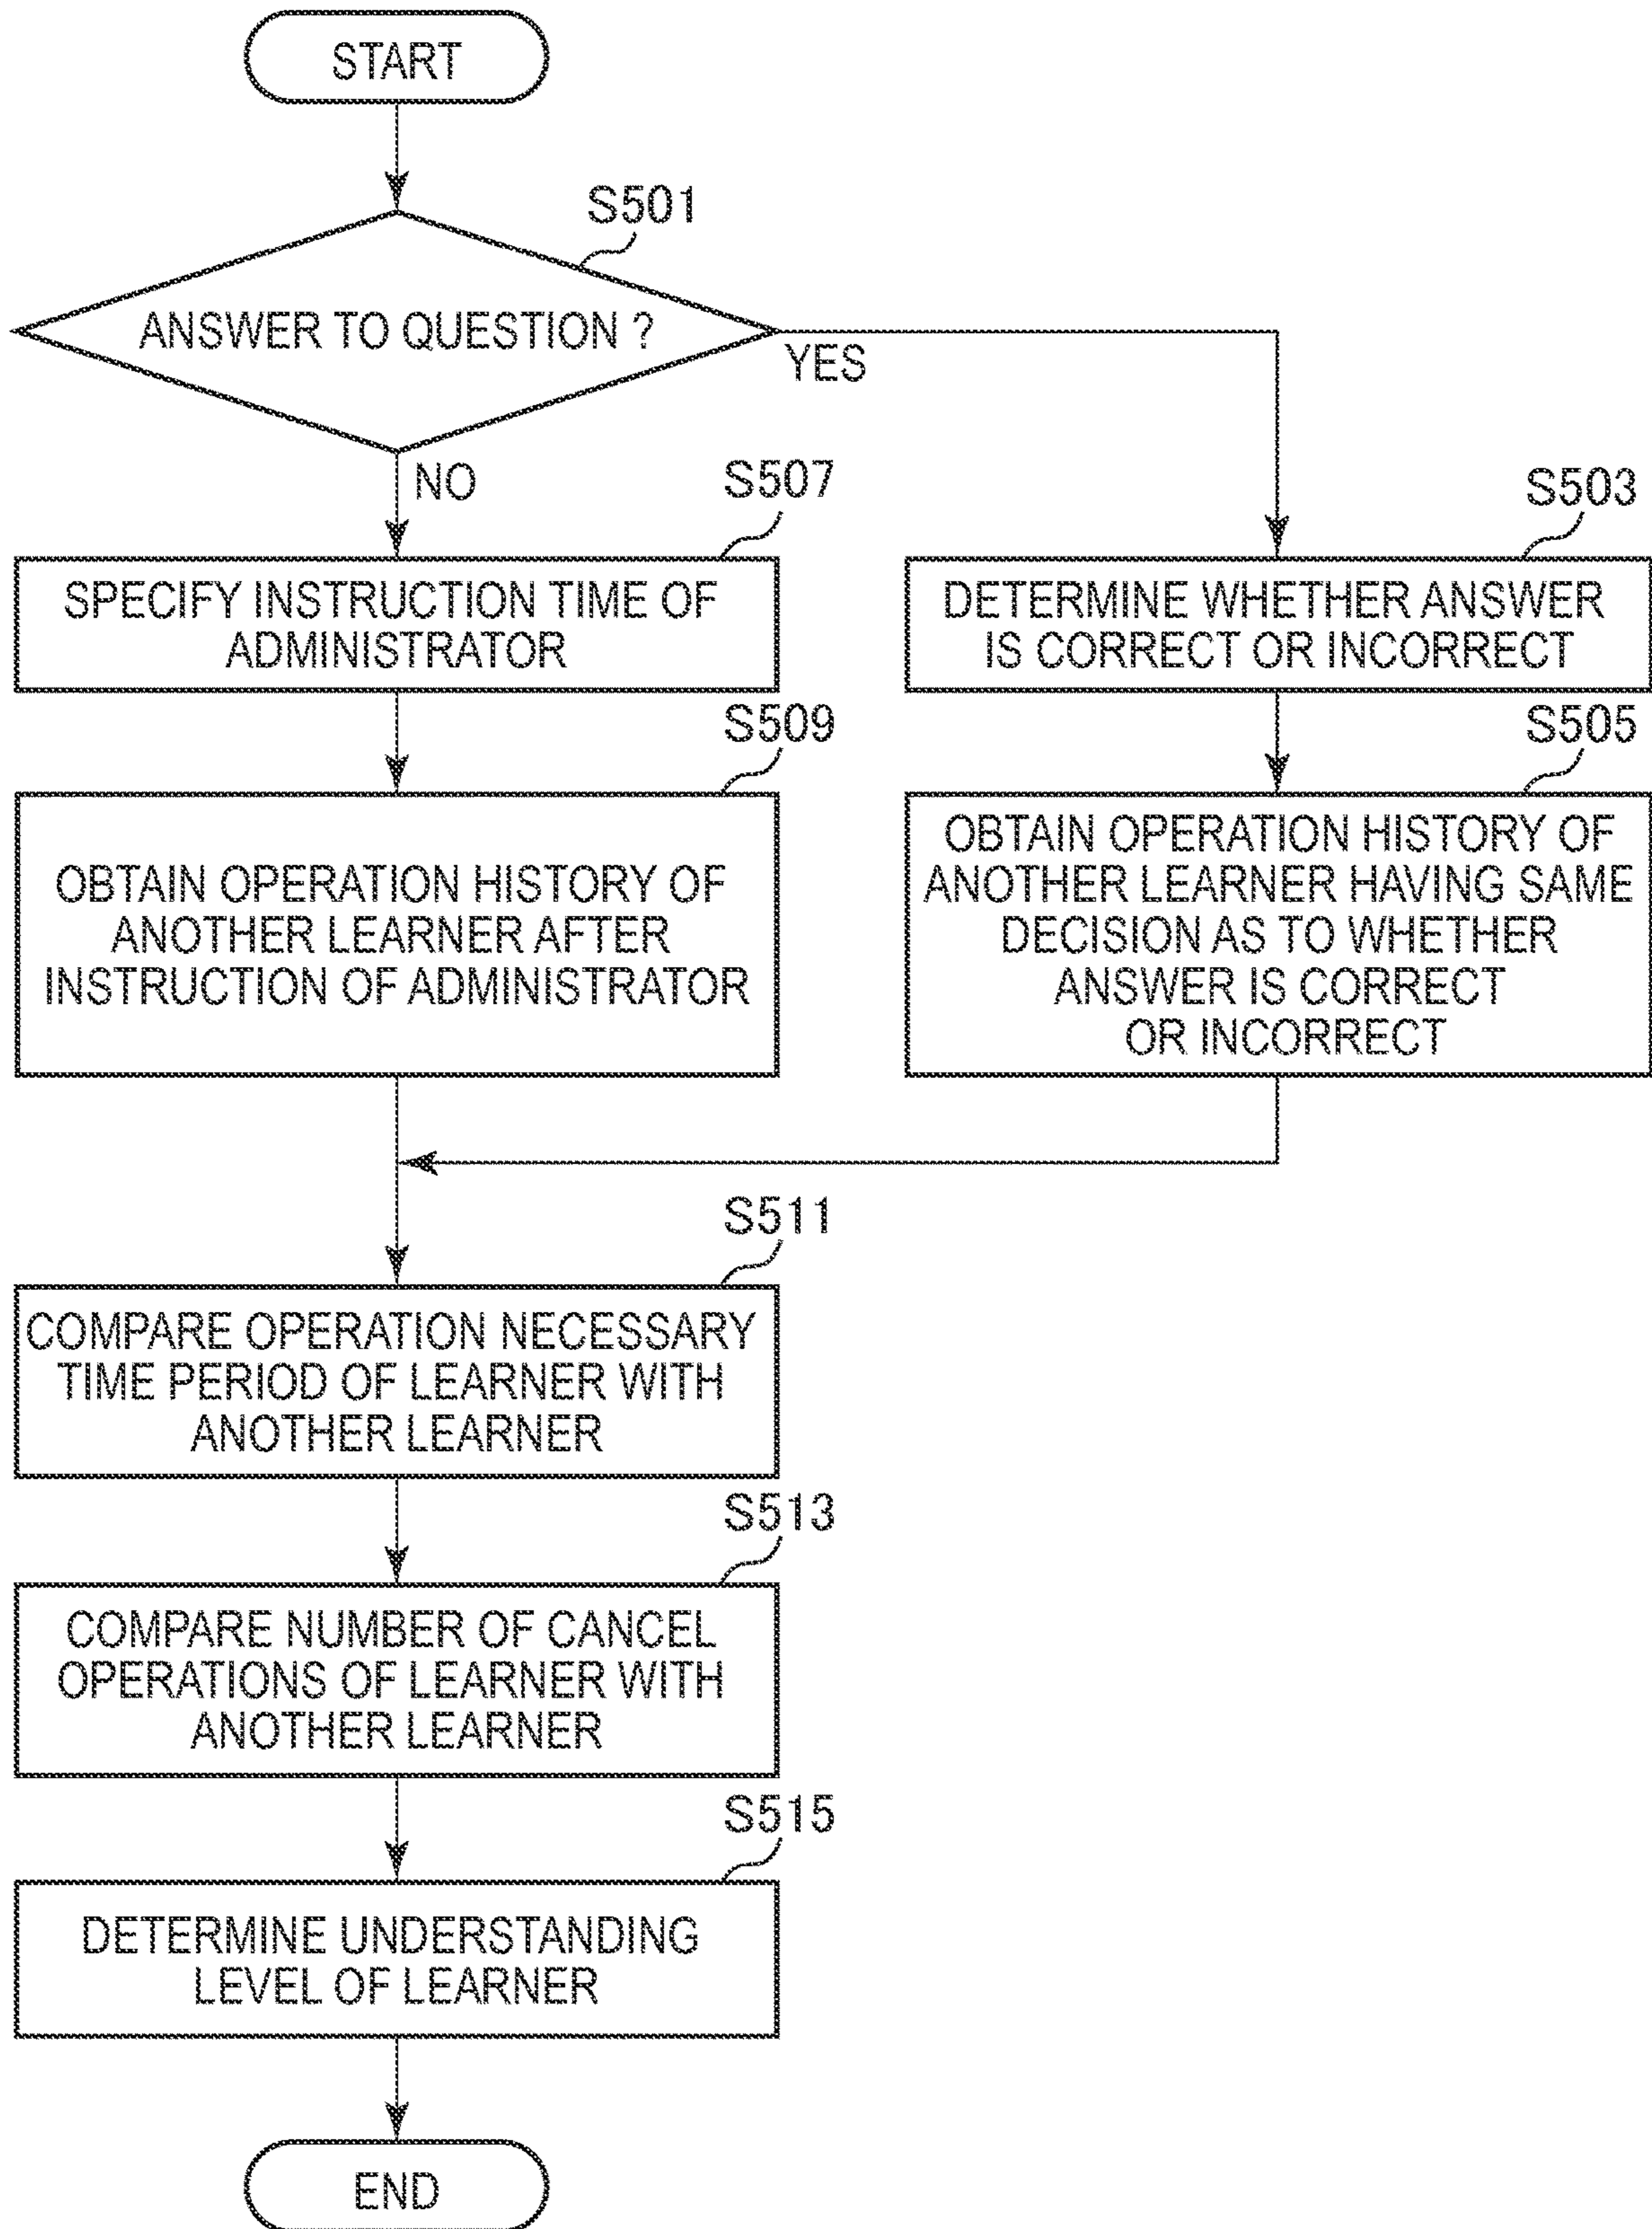 START
S501
ANSWER TO QUESTION ?
YES
NO
S507
SPECIFY INSTRUCTION TIME OF
ADMINISTRATOR
S503
DETERMINE WHETHER ANSWER
IS CORRECT OR INCORRECT
S509
OBTAIN OPERATION HISTORY OF
ANOTHER LEARNER AFTER
INSTRUCTION OF ADMINISTRATOR
S505
OBTAIN OPERATION HISTORY OF
ANOTHER LEARNER HAVING SAME
DECISION AS TO WHETHER
ANSWER IS CORRECT
OR INCORRECT
S511
COMPARE OPERATION NECESSARY
TIME PERIOD OF LEARNER WITH
ANOTHER LEARNER
S513
COMPARE NUMBER OF CANCEL
OPERATIONS OF LEARNER WITH
ANOTHER LEARNER
S515
DETERMINE UNDERSTANDING
LEVEL OF LEARNER
END